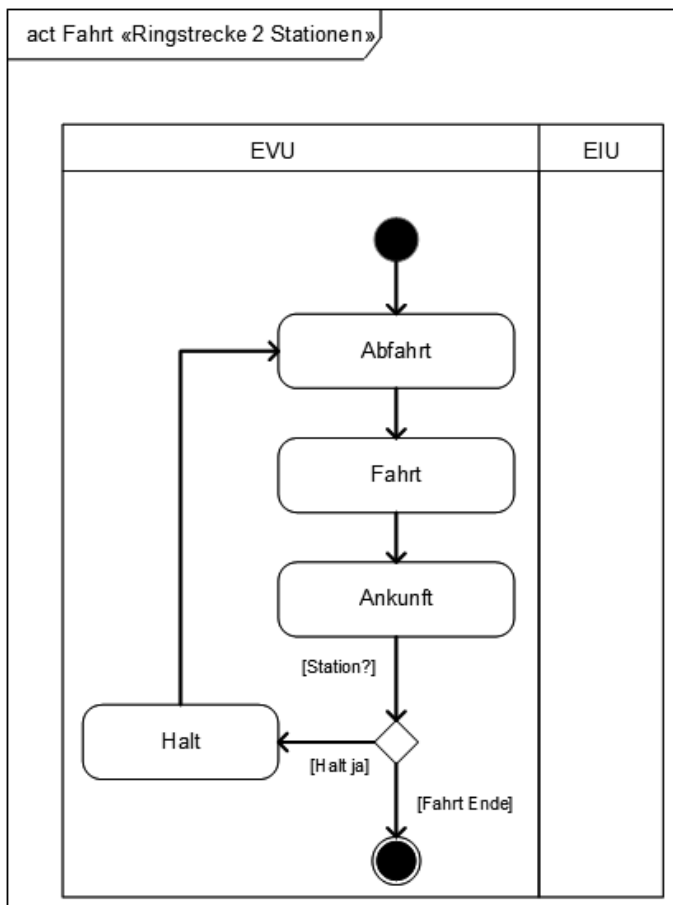 act Fahrt «Ringstrecke 2 Stationen»
EVU
EIU
Abfahrt
Fahrt
Ankunft
[Station?]
Halt
[Halt ja]
[Fahrt Ende]